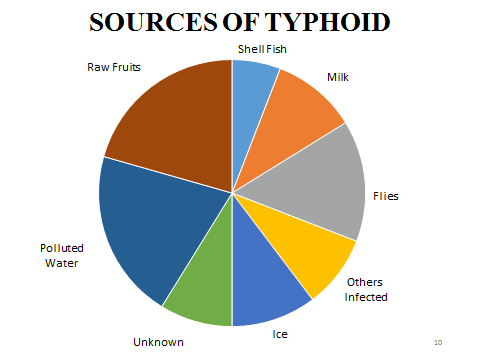 SOURCES OF TYPHOID
Shell Fish
Raw Fruits
Milk
Flies
Polluted
Water
Others
Infected
Ice
Unknown
10